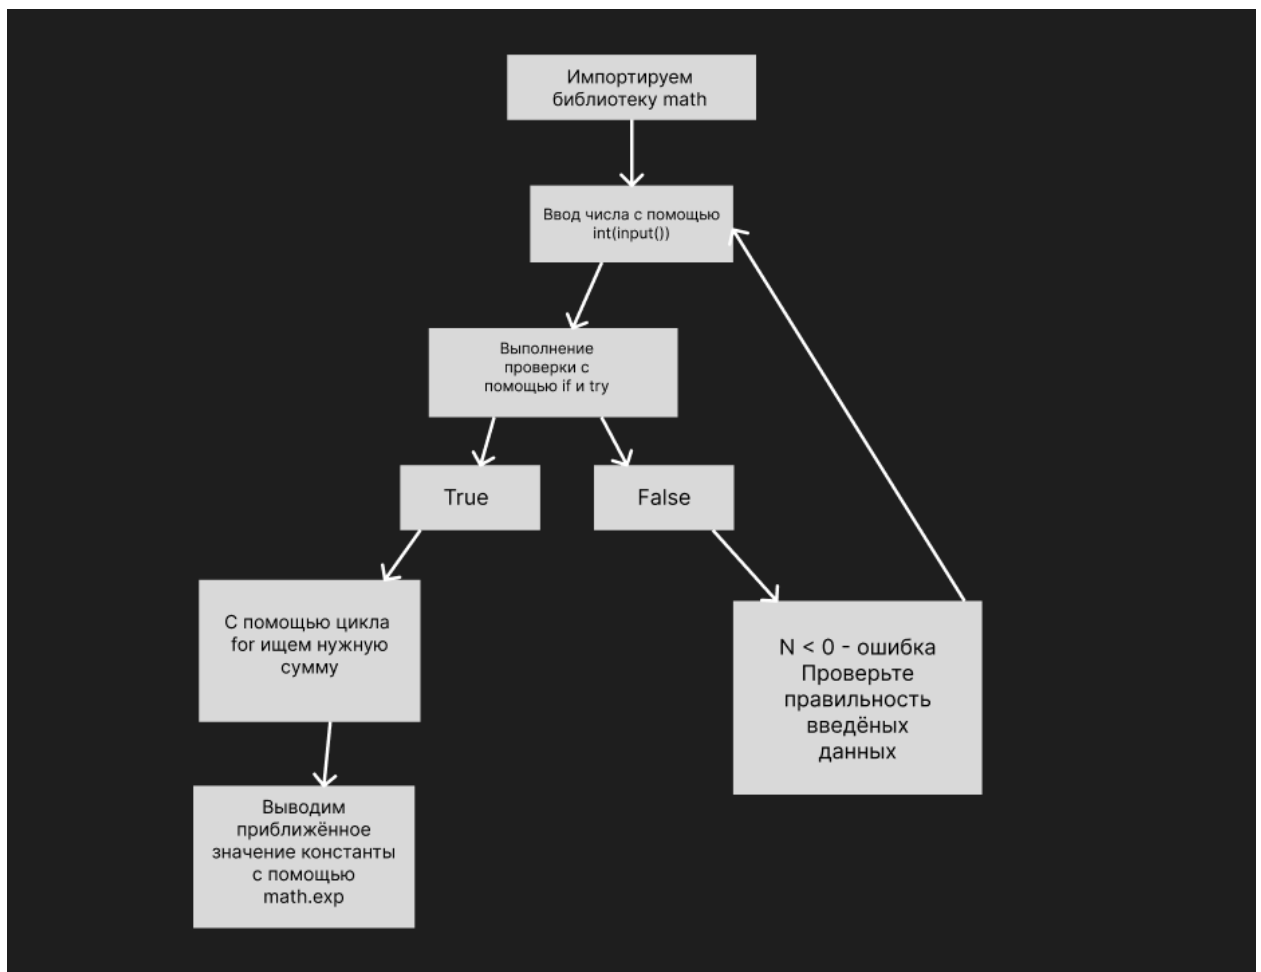 Импортируем
библиотеку math
Ввод числа с помощью
int(input())
Выполнение
проверки с
помощью if и try
True
False
С помощью цикла
for ищем нужную
сумму
N < 0 - ошибка
Проверьте
правильность
введёных
данных
Выводим
приближённое
значение константы
с помощью
math.exp